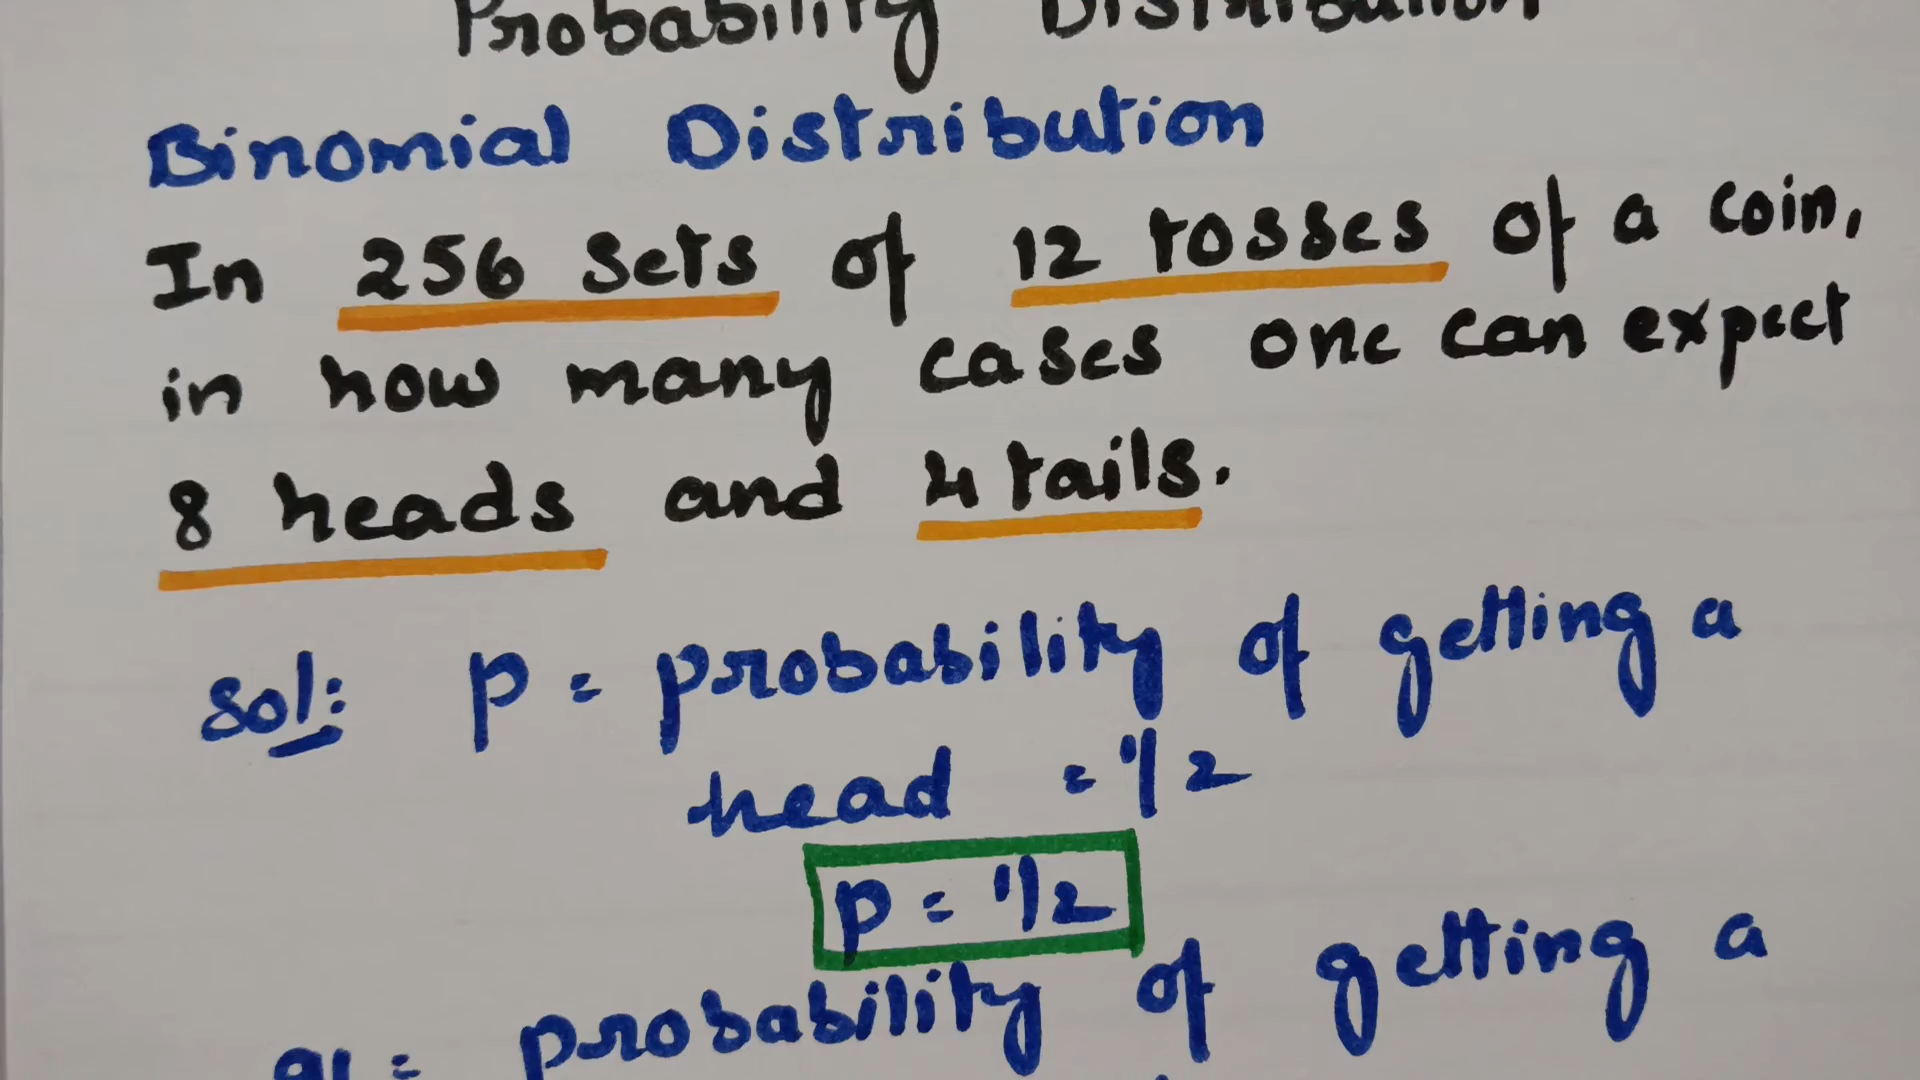 Probability Distribution
Binomial Distribution
In 256 sets of 12 tosses of a coin,
in how many cases one can expect
8 heads and 4 tails.
Sol: p = probability of getting a
head = 1/2
p = 1/2
q = probability of getting a